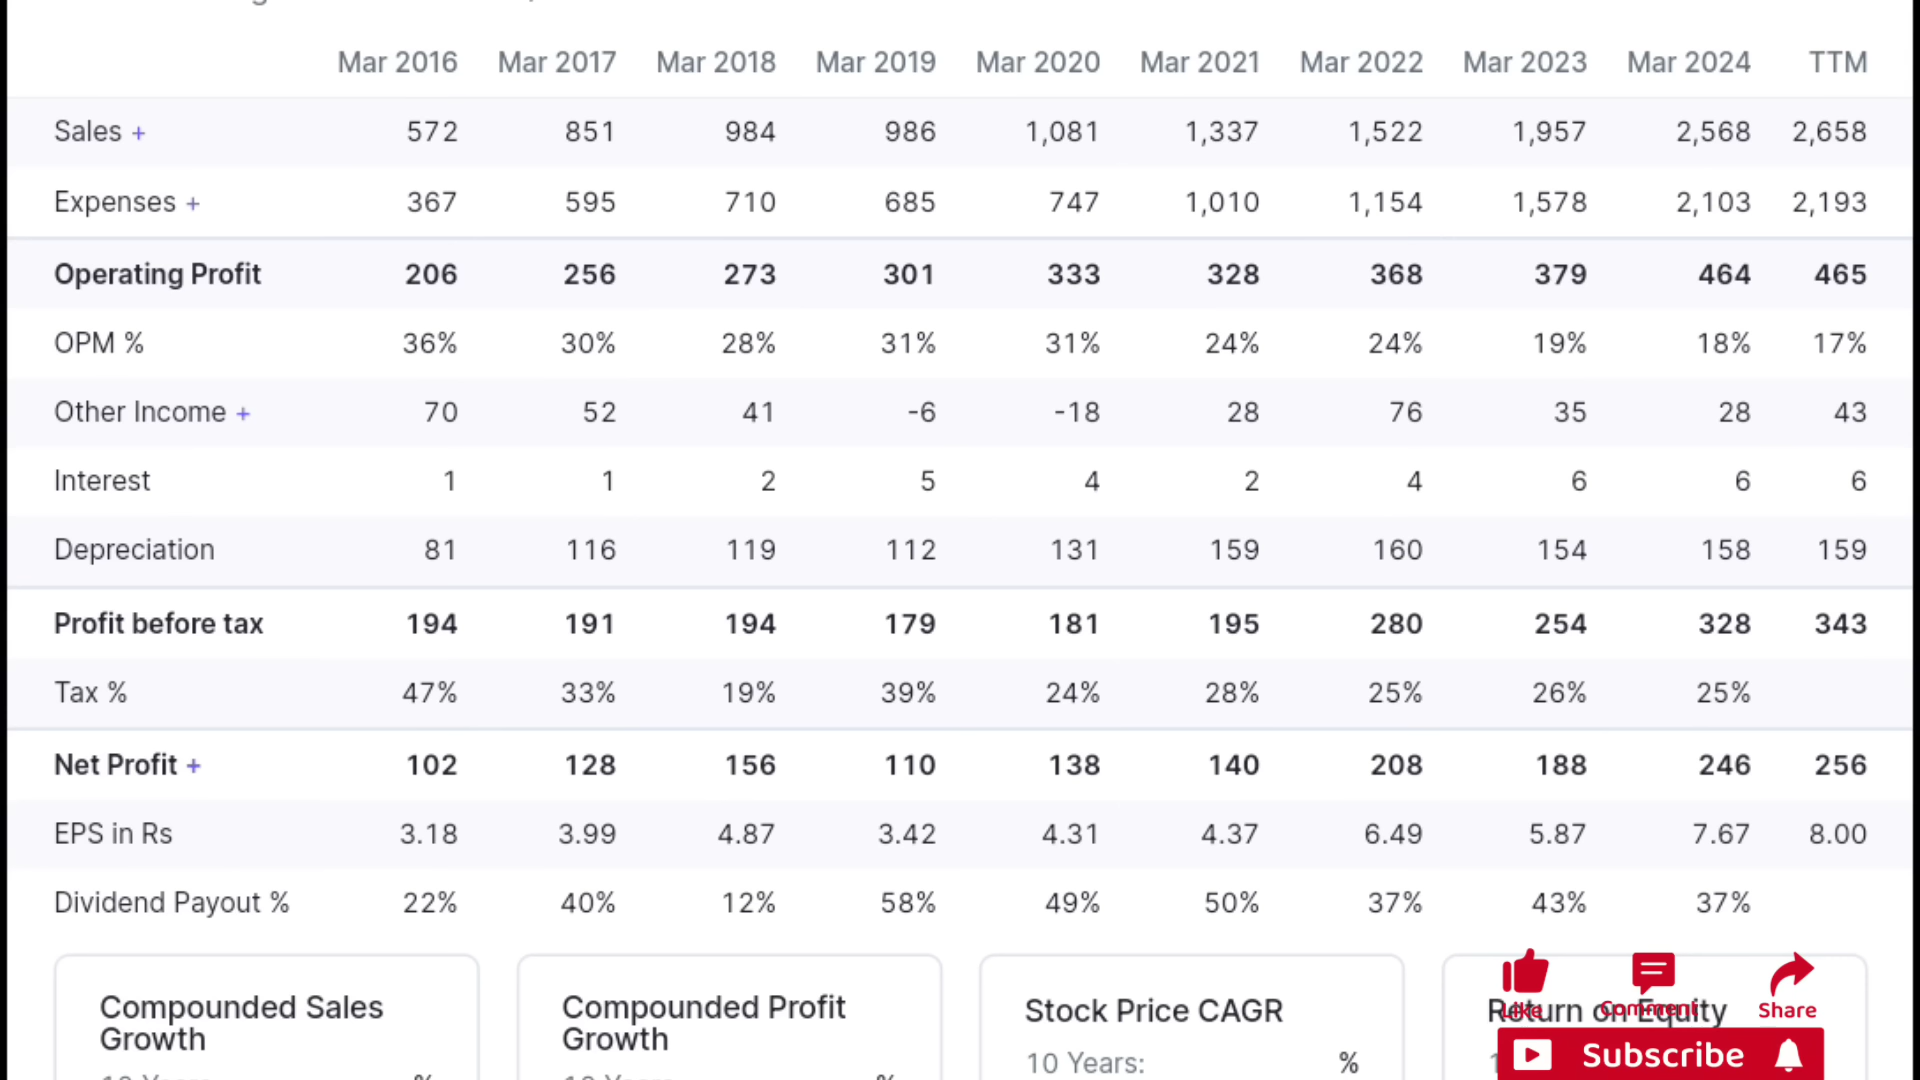 Mar 2016 Mar 2017 Mar 2018 Mar 2019 Mar 2020 Mar 2021 Mar 2022 Mar 2023 Mar 2024 TTM
Sales + 572 851 984 986 1,081 1,337 1,522 1,957 2,568 2,658
Expenses + 367 595 710 685 747 1,010 1,154 1,578 2,103 2,193
Operating Profit 206 256 273 301 333 328 368 379 464 465
OPM % 36% 30% 28% 31% 31% 24% 24% 19% 18% 17%
Other Income + 70 52 41 -6 -18 28 76 35 28 43
Interest 1 1 2 5 4 2 4 6 6 6
Depreciation 81 116 119 112 131 159 160 154 158 159
Profit before tax 194 191 194 179 181 195 280 254 328 343
Tax % 47% 33% 19% 39% 24% 28% 25% 26% 25%
Net Profit + 102 128 156 110 138 140 208 188 246 256
EPS in Rs 3.18 3.99 4.87 3.42 4.31 4.37 6.49 5.87 7.67 8.00
Dividend Payout % 22% 40% 12% 58% 49% 50% 37% 43% 37%
Compounded Sales
Growth
Compounded Profit
Growth
Stock Price CAGR
10 Years: %
Return on Equity
Like Comment Share
Subscribe